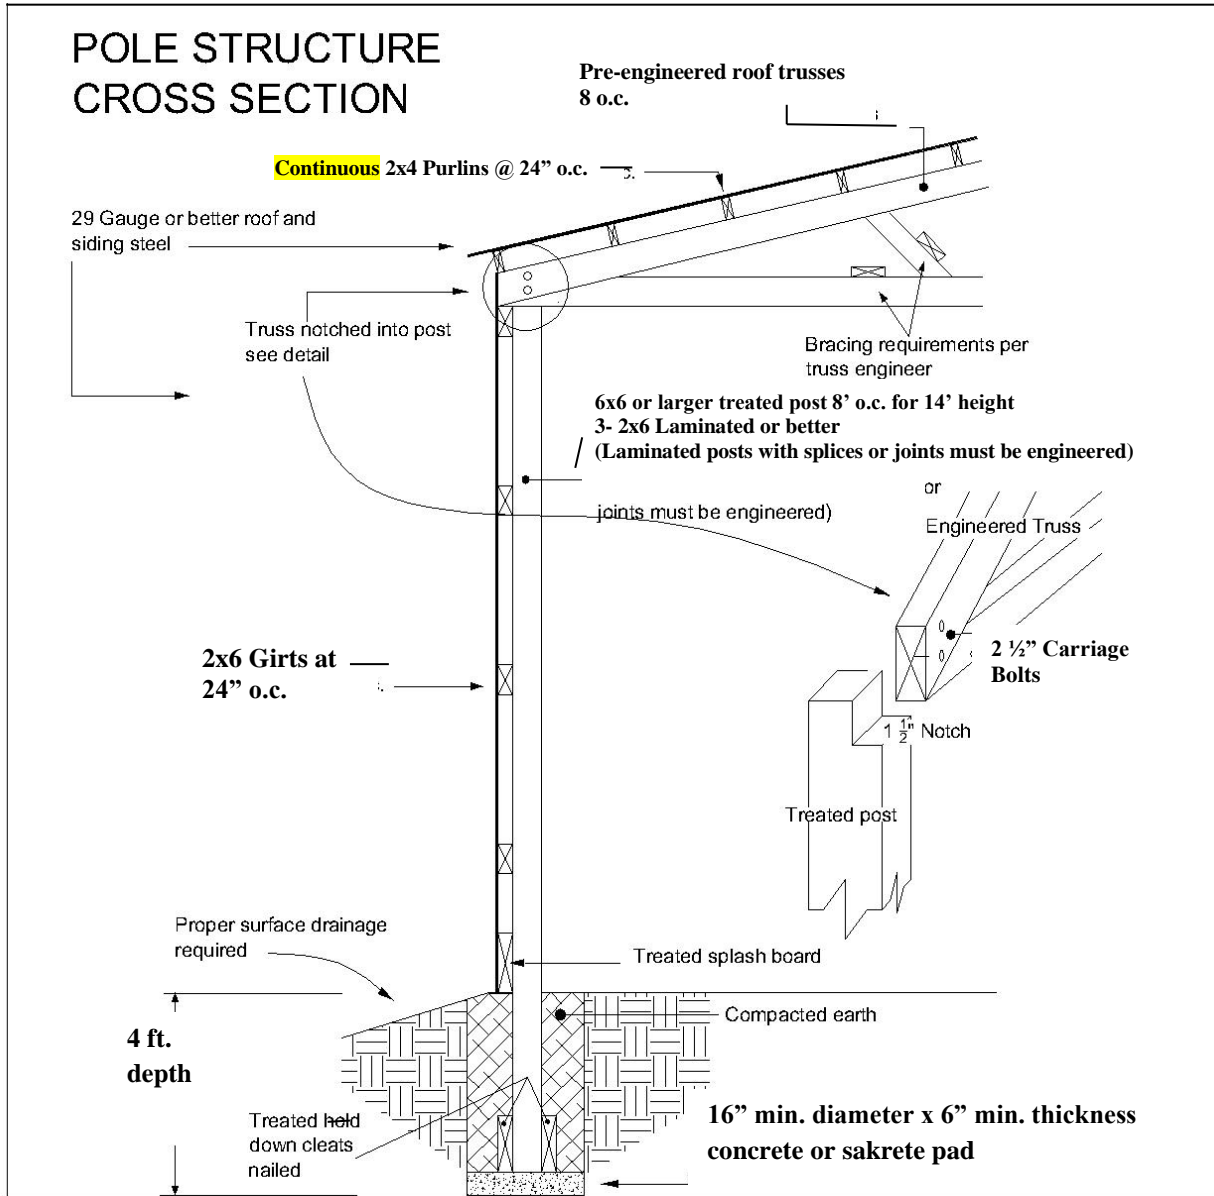 POLE STRUCTURE
CROSS SECTION
Pre-engineered roof trusses
8 o.c.
Continuous 2x4 Purlins @ 24” o.c.
29 Gauge or better roof and
siding steel
Truss notched into post
see detail
Bracing requirements per
truss engineer
6x6 or larger treated post 8’ o.c. for 14’ height
3- 2x6 Laminated or better
(Laminated posts with splices or joints must be engineered)
or
joints must be engineered)
Engineered Truss
2x6 Girts at
24” o.c.
2 ½” Carriage
Bolts
1 1/2" Notch
Treated post
Proper surface drainage
required
Treated splash board
Compacted earth
4 ft.
depth
Treated hold
down cleats
nailed
16” min. diameter x 6” min. thickness
concrete or sakrete pad